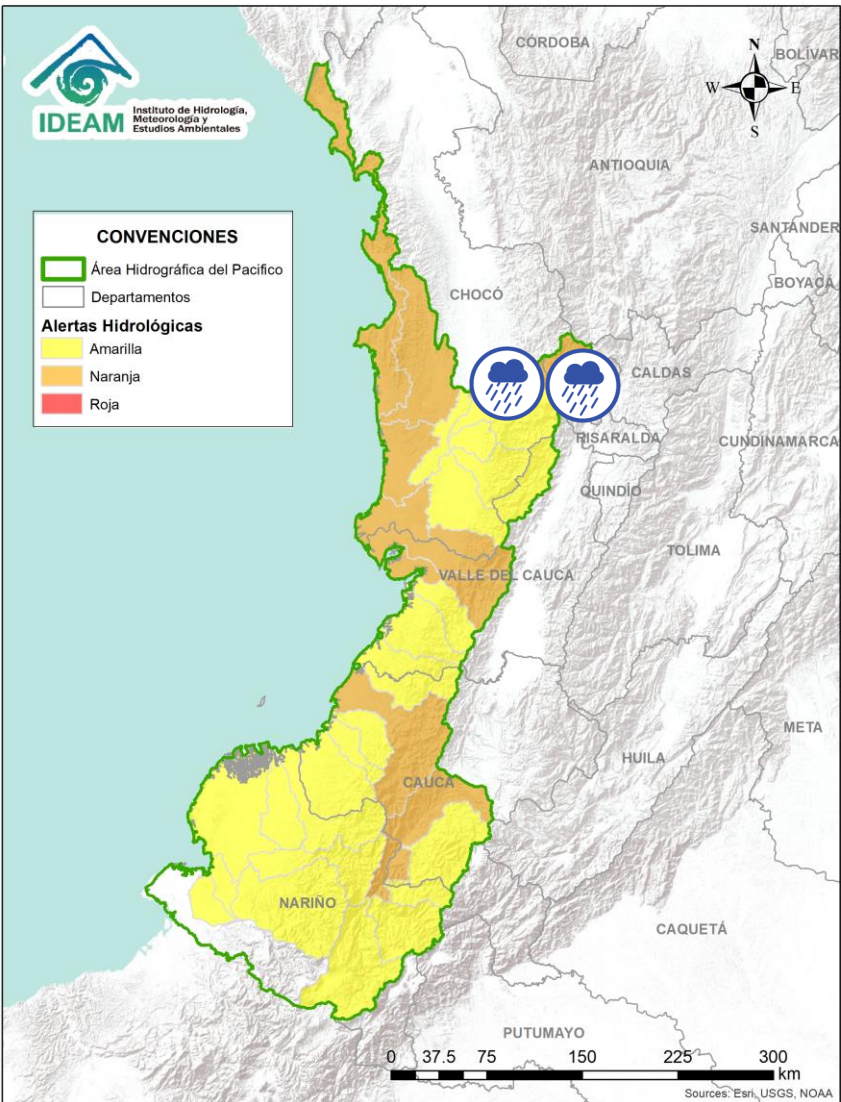 IDEAM
Instituto de Hidrología,
Meteorología y
Estudios Ambientales
N
W
E
S
CONVENCIONES
Área Hidrográfica del Pacifico
Departamentos
Alertas Hidrológicas
Amarilla
Naranja
Roja
CÓRDOBA
BOLÍVAR
ANTIOQUIA
SANTANDER
BOYACÁ
CHOCÓ
CALDAS
RISARALDA
CUNDINAMARCA
QUINDÍO
TOLIMA
VALLE DEL CAUCA
META
HUILA
CAUCA
NARIÑO
CAQUETÁ
PUTUMAYO
0 37.5 75 150 225 300
km
Sources: Esri, USGS, NOAA